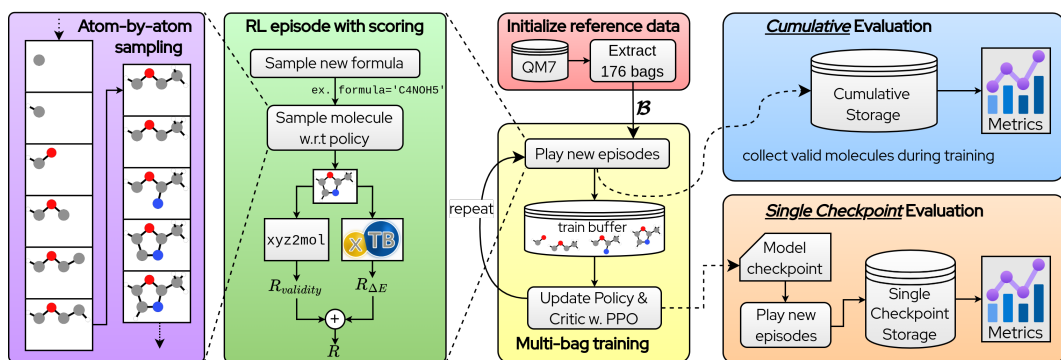 Atom-by-atom
sampling
RL episode with scoring
Sample new formula
ex. formula='C4NOH5'
Sample molecule
w.r.t policy
xyz2mol
x TB
R_validity
R_ΔE
+
R
Initialize reference data
QM7
Extract
176 bags
𝓑
Play new episodes
repeat
train buffer
Update Policy &
Critic w. PPO
Multi-bag training
Cumulative Evaluation
Cumulative
Storage
Metrics
collect valid molecules during training
Single Checkpoint Evaluation
Model
checkpoint
Play new
episodes
Single
Checkpoint
Storage
Metrics